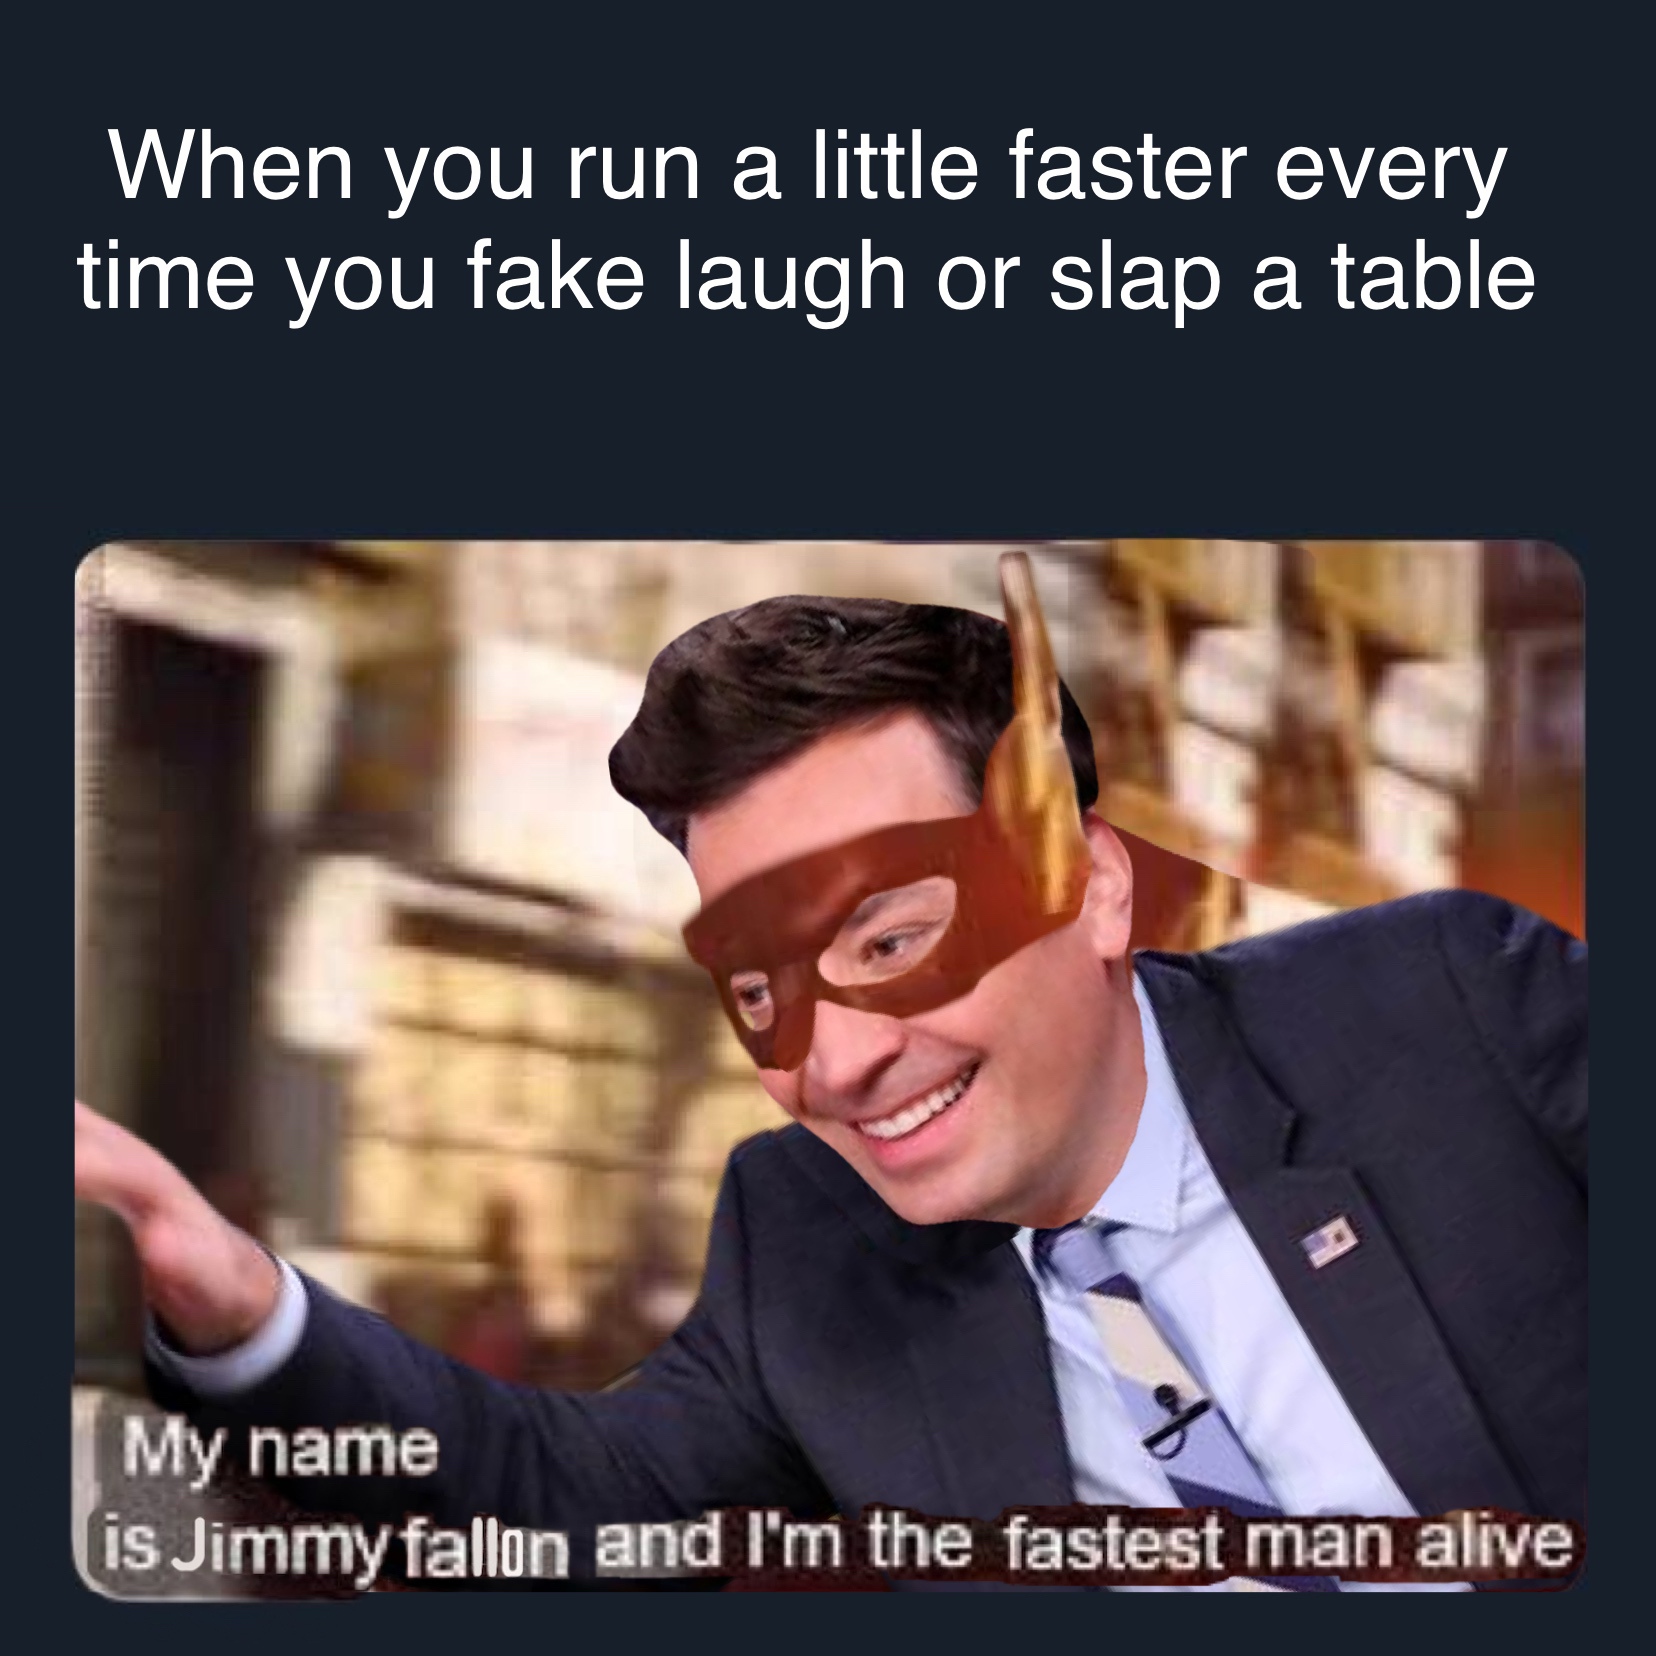 When you run a little faster every
time you fake laugh or slap a table
My name
is Jimmy fallon and I'm the fastest man alive